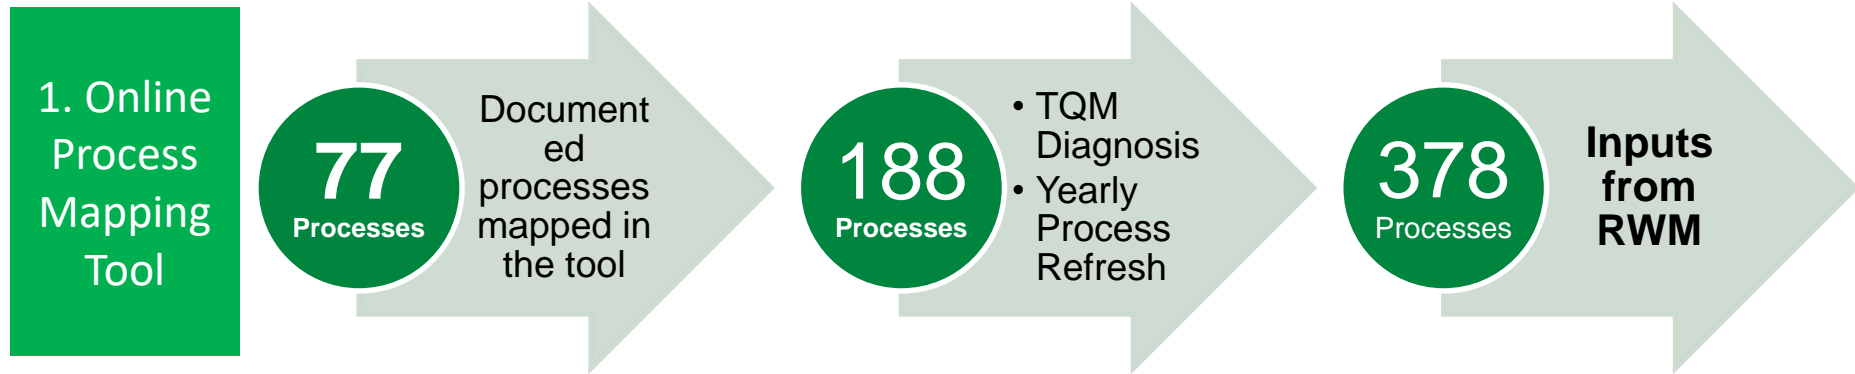 1. Online
Process
Mapping
Tool
77
Processes
Document
ed
processes
mapped in
the tool
188
Processes
• TQM
Diagnosis
• Yearly
Process
Refresh
378
Processes
Inputs
from
RWM